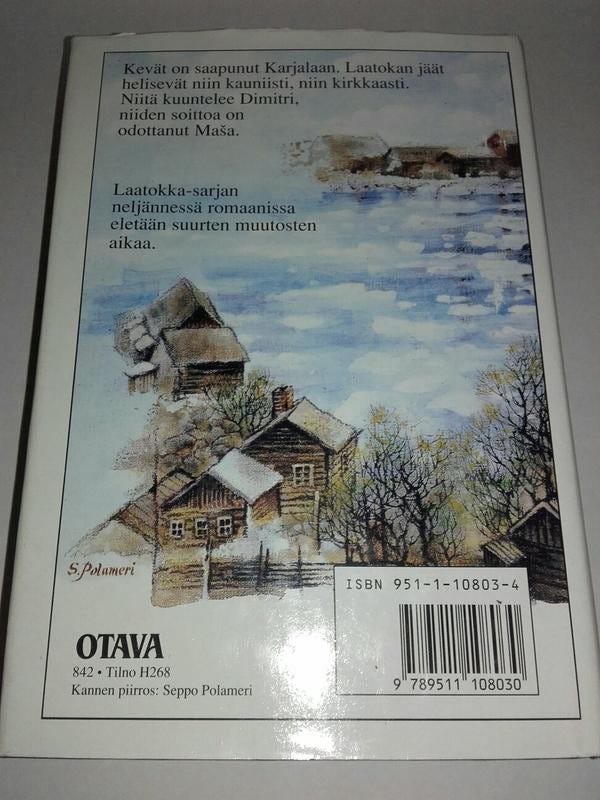 Kevät on saapunut Karjalaan. Laatokan jäät
helisevät niin kauniisti, niin kirkkaasti.
Niitä kuuntelee Dimitri,
niiden soittoa on
odottanut Maša.
Laatokka-sarjan
neljännessä romaanissa
eletään suurten muutosten
aikaa.
S. Polameri
ISBN 951-1-10803-4
9 789511 108030
OTAVA
842 • Tilno H268
Kannen piirros: Seppo Polameri